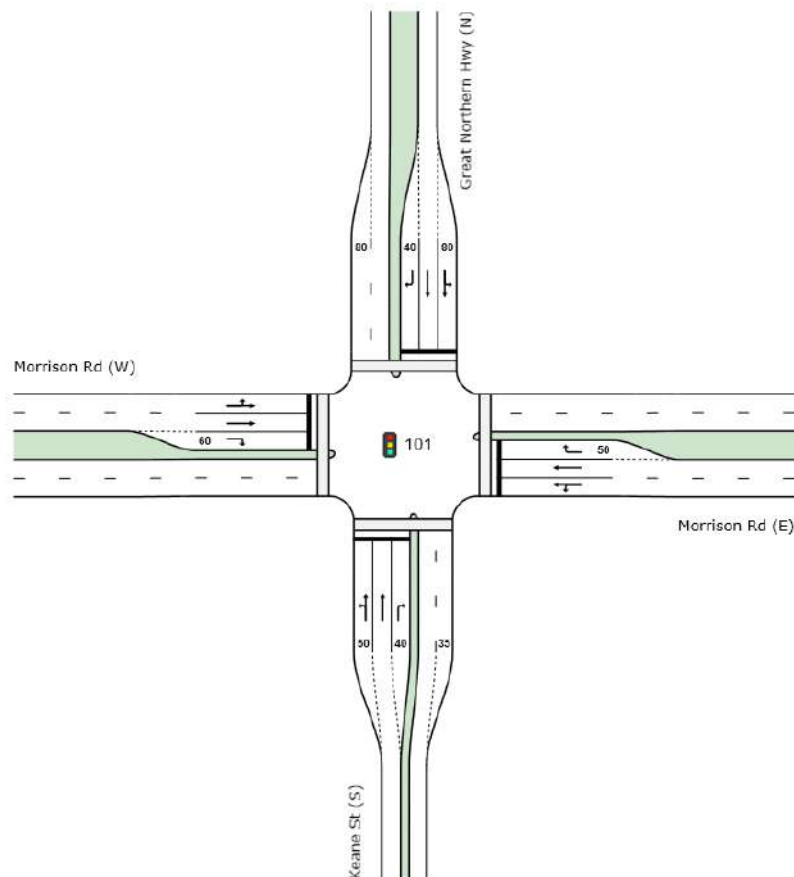 Great Northern Hwy (N)
80 40 80
Morrison Rd (W)
60
101
50
Morrison Rd (E)
50 40 35
Keane St (S)